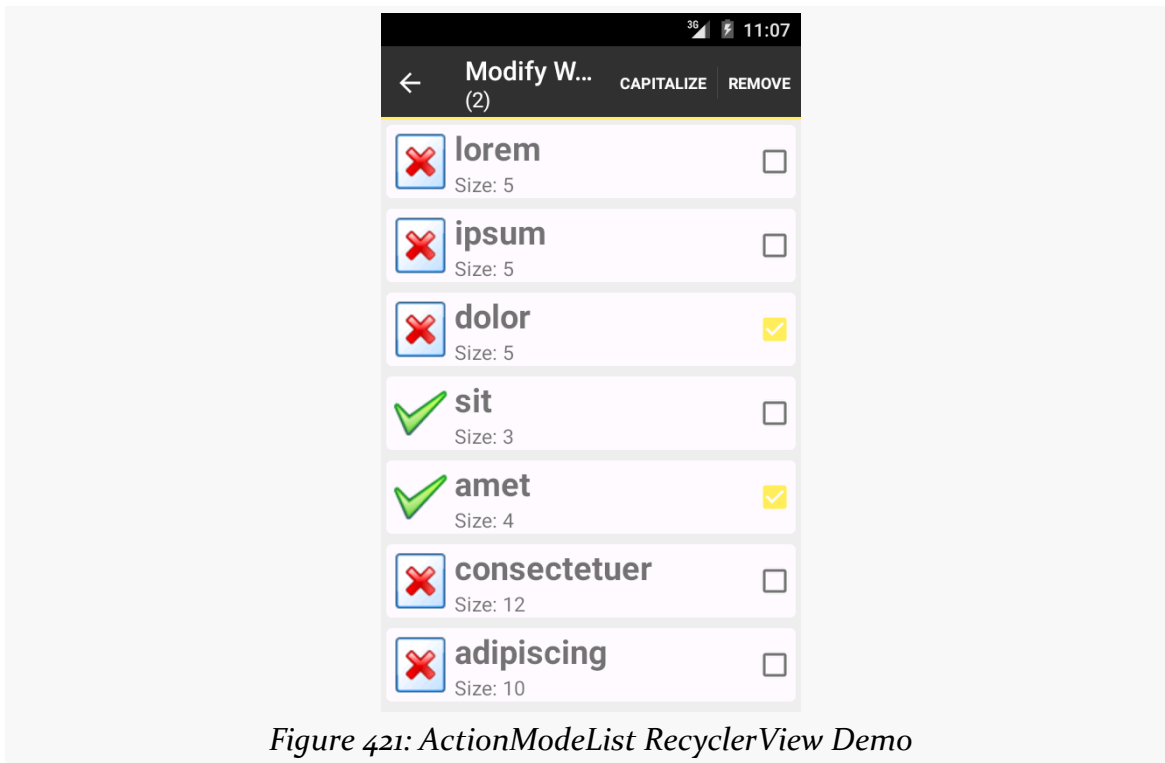 3G 11:07
Modify W... CAPITALIZE REMOVE
(2)
lorem
Size: 5
ipsum
Size: 5
dolor
Size: 5
sit
Size: 3
amet
Size: 4
consectetuer
Size: 12
adipiscing
Size: 10
Figure 421: ActionModeList RecyclerView Demo